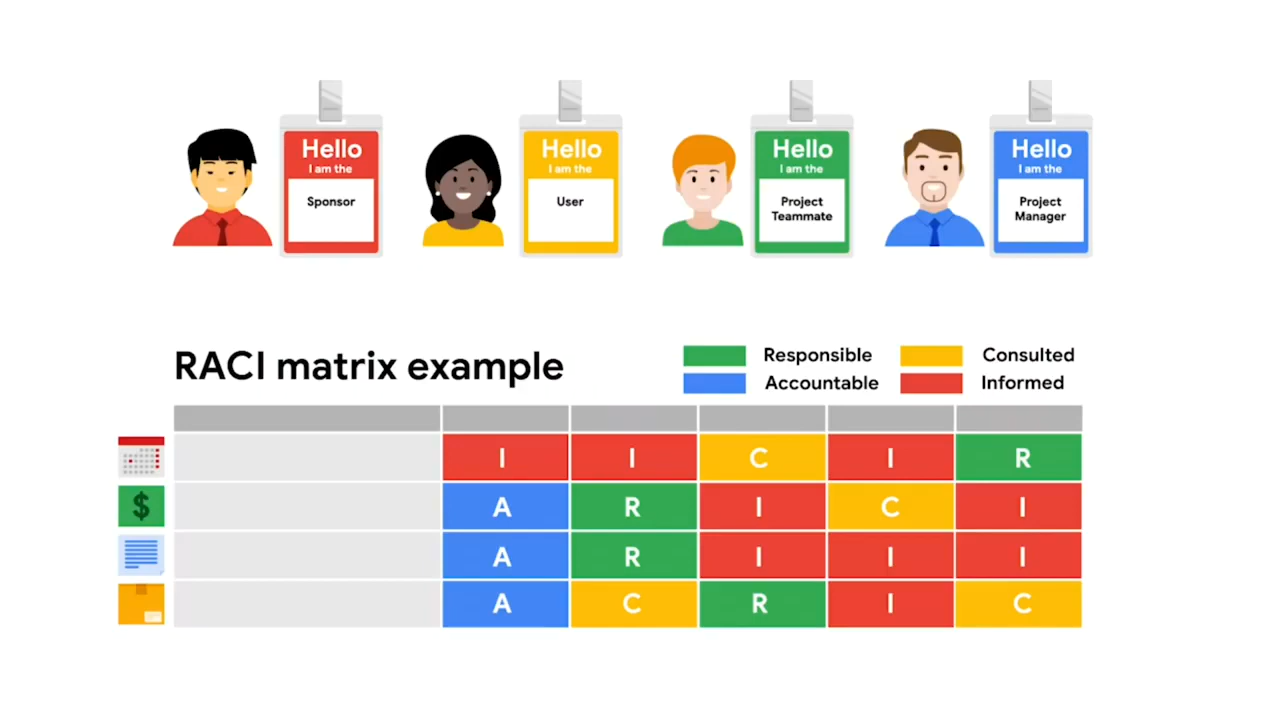 Hello
I am the
Sponsor
Hello
I am the
User
Hello
I am the
Project
Teammate
Hello
I am the
Project
Manager
RACI matrix example
Responsible
Consulted
Accountable
Informed
I I C I R
$ A R I C I
A R I I I
A C R I C